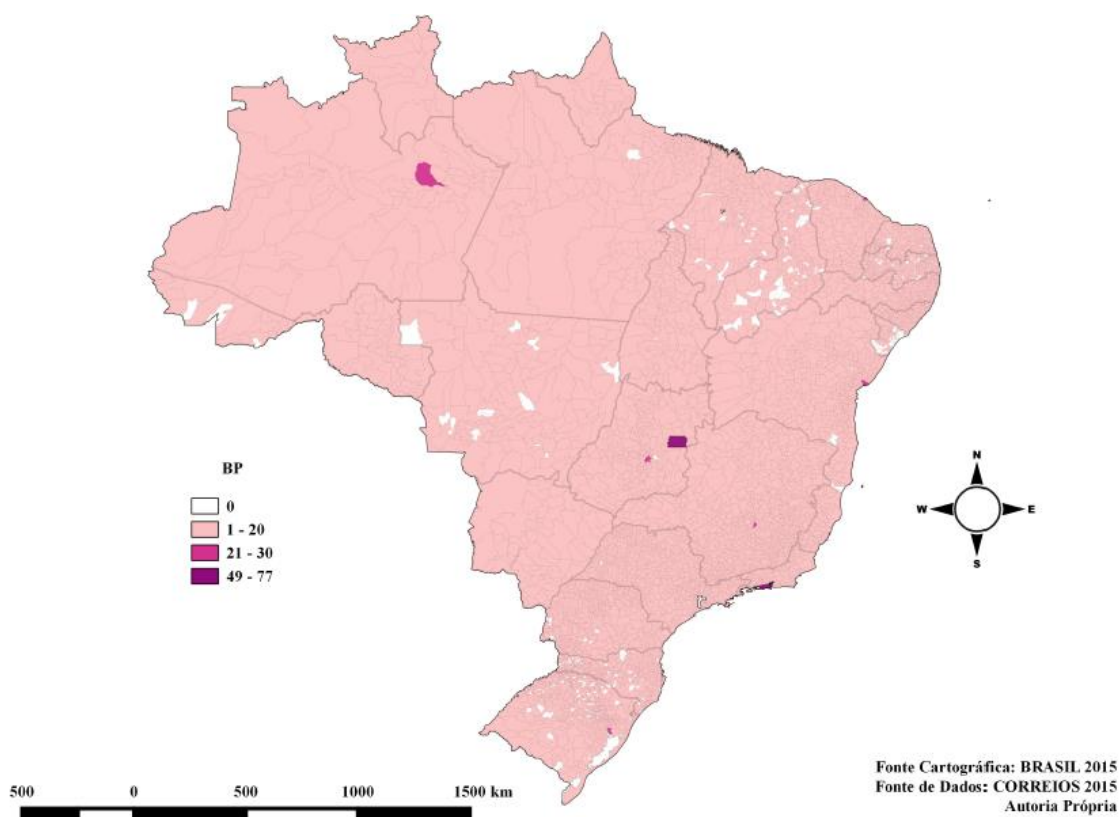 BP
0
1 - 20
21 - 30
49 - 77
N
W
E
S
500 0 500 1000 1500 km
Fonte Cartográfica: BRASIL 2015
Fonte de Dados: CORREIOS 2015
Autoria Própria